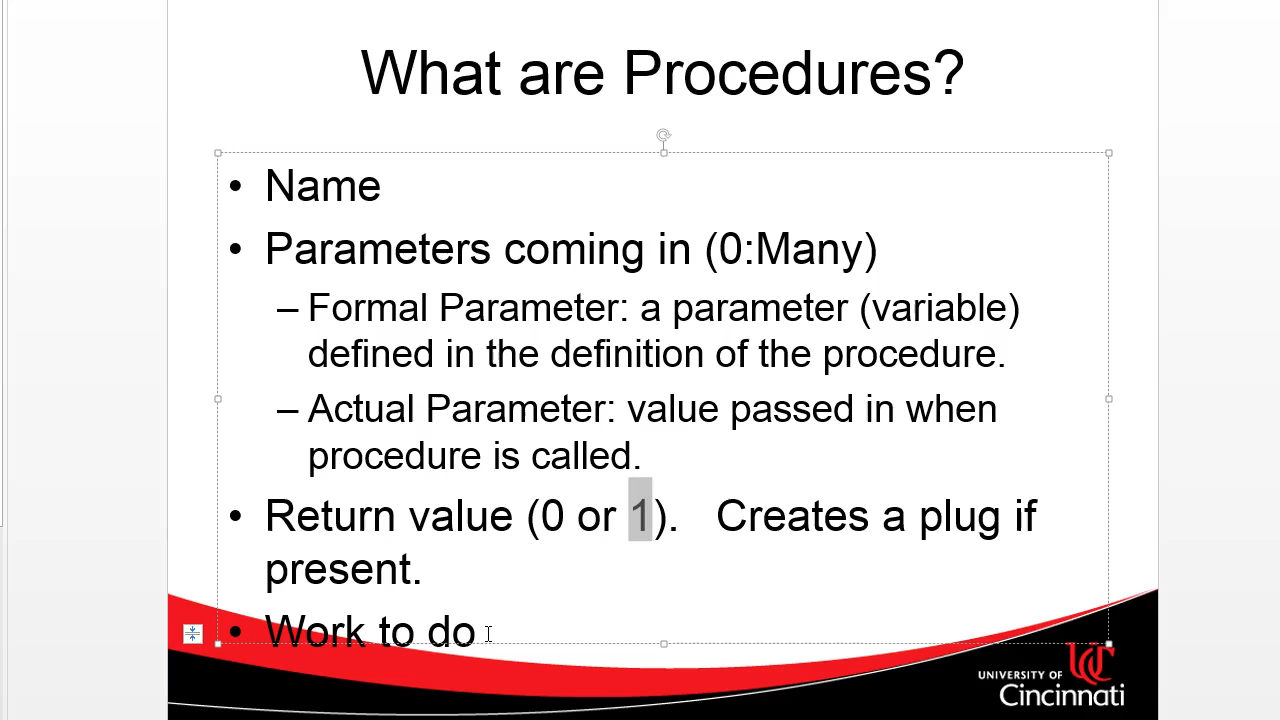 What are Procedures?
• Name
• Parameters coming in (0:Many)
– Formal Parameter: a parameter (variable)
defined in the definition of the procedure.
– Actual Parameter: value passed in when
procedure is called.
• Return value (0 or 1).   Creates a plug if
present.
• Work to do
UC
UNIVERSITY OF
Cincinnati